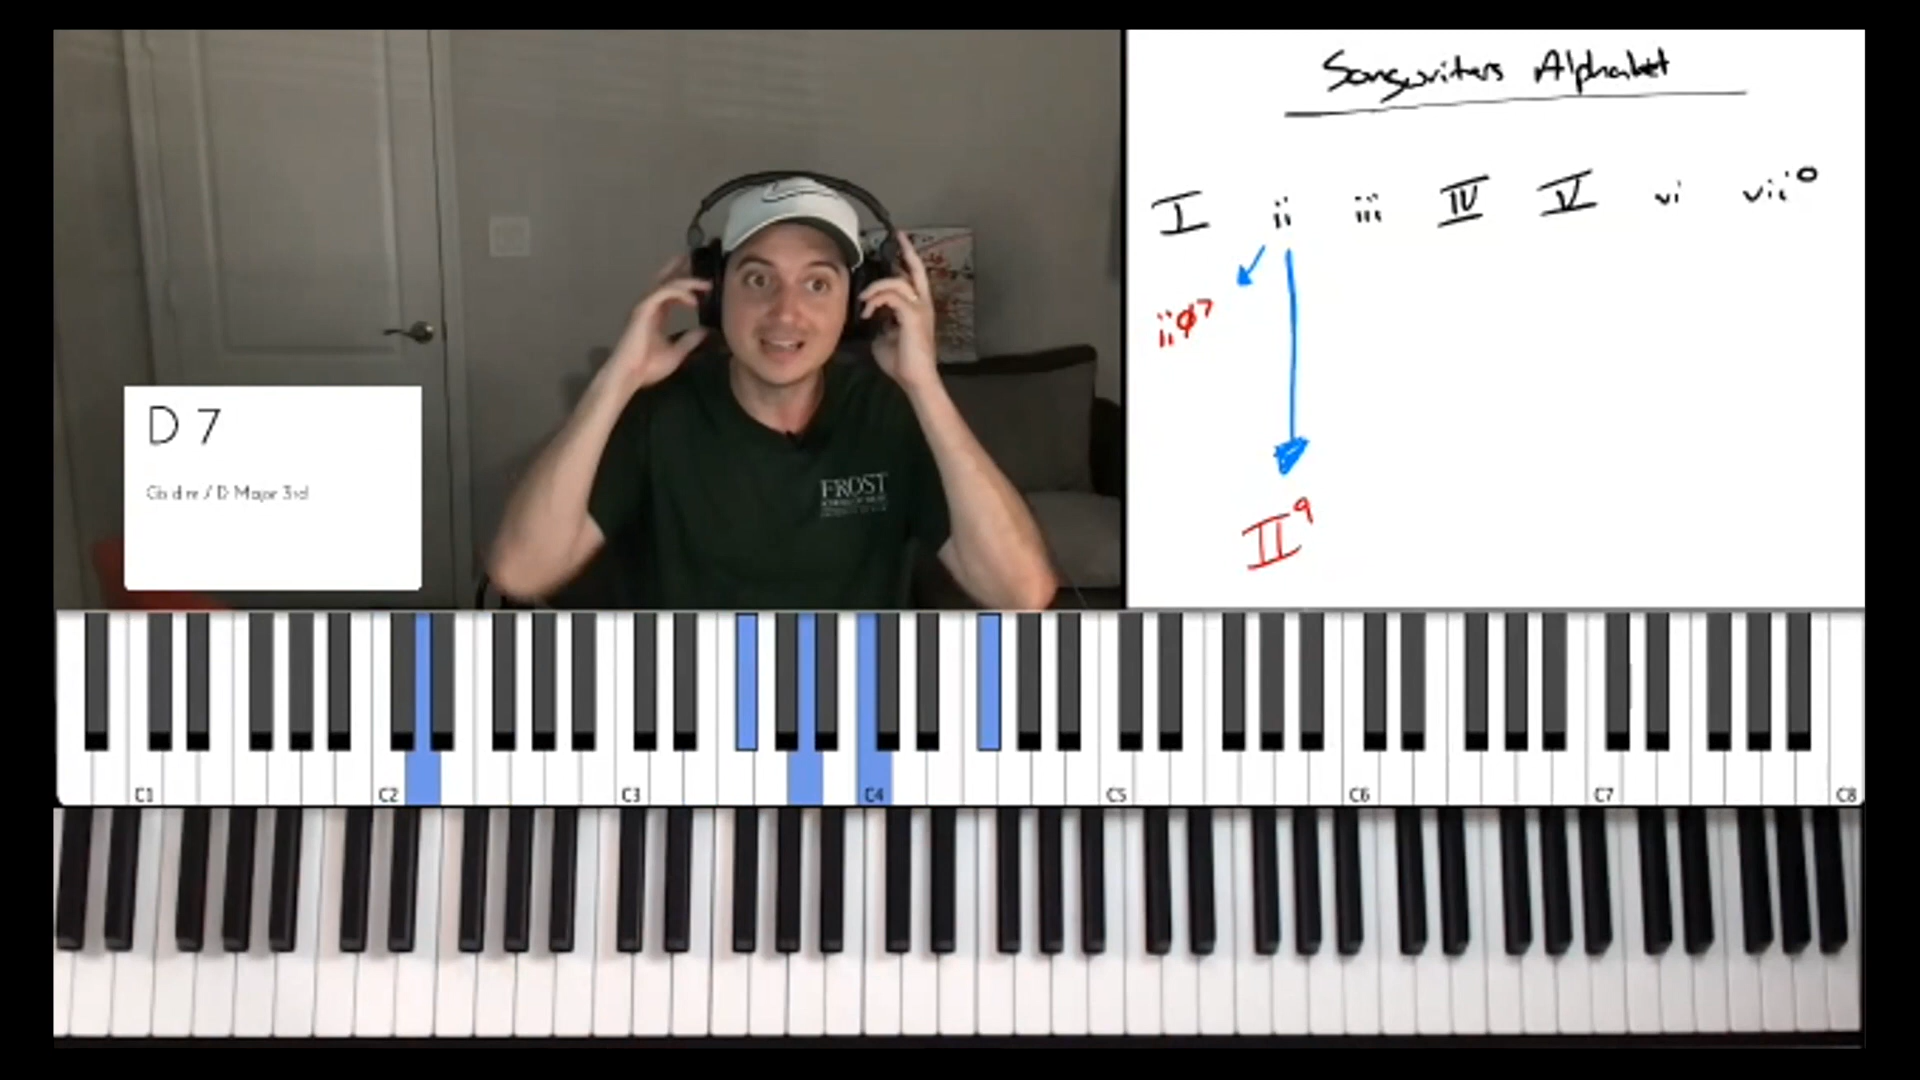 Songwriters Alphabet
I ii iii IV V vi vii°
iiø7
II9
D 7
Gb dim / D Major 3rd
FROST
C1 C2 C3 C4 C5 C6 C7 C8